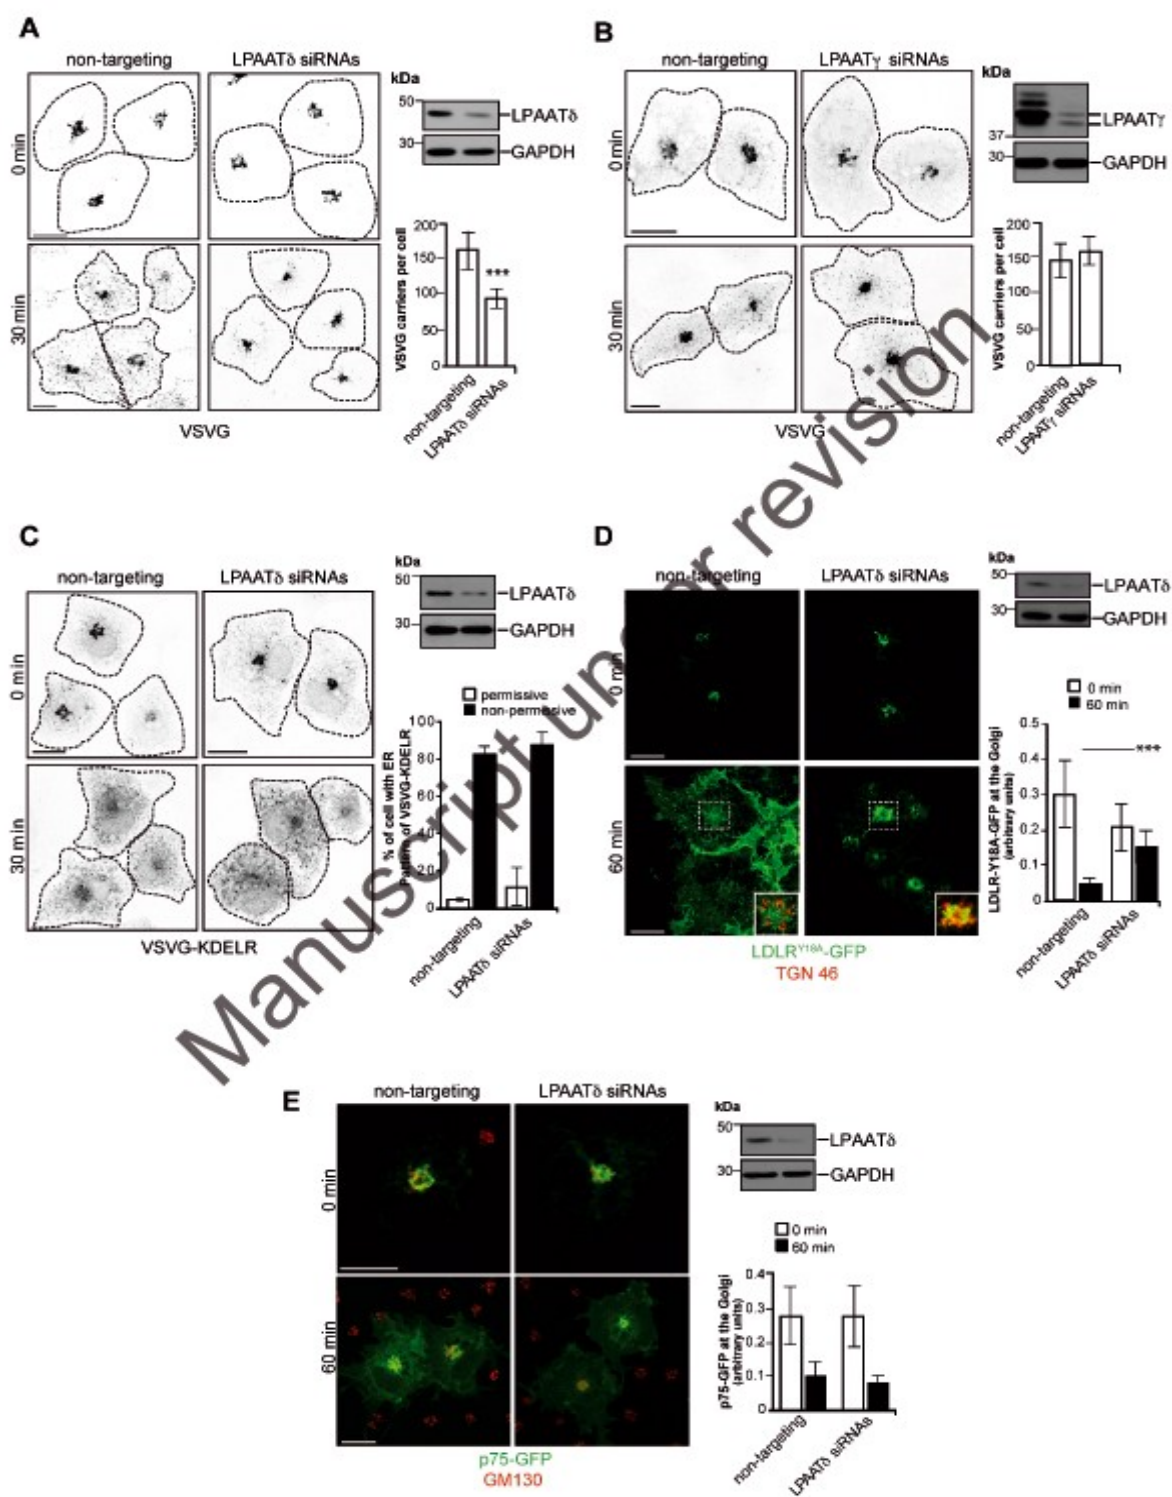 A
non-targeting
LPAATδ siRNAs
0 min
30 min
VSVG
kDa
50
30
LPAATδ
GAPDH
VSVG carriers per cell
200
150
100
50
0
***
non-targeting
LPAATδ siRNAs
B
non-targeting
LPAATγ siRNAs
0 min
30 min
VSVG
kDa
37
30
LPAATγ
GAPDH
VSVG carriers per cell
200
150
100
50
0
non-targeting
LPAATγ siRNAs
C
non-targeting
LPAATδ siRNAs
0 min
30 min
VSVG-KDELR
kDa
50
30
LPAATδ
GAPDH
permissive
non-permissive
% of cell with ER
Pattern of VSVG-KDELR
100
80
60
40
20
0
non-targeting
LPAATδ siRNAs
D
non-targeting
LPAATδ siRNAs
0 min
60 min
LDLRY18A-GFP
TGN 46
kDa
50
30
LPAATδ
GAPDH
0 min
60 min
LDLR-Y18A-GFP at the Golgi
(arbitrary units)
0.5
0.4
0.3
0.2
0.1
0
***
non-targeting
LPAATδ siRNAs
E
non-targeting
LPAATδ siRNAs
0 min
60 min
p75-GFP
GM130
kDa
50
30
LPAATδ
GAPDH
0 min
60 min
p75-GFP at the Golgi
(arbitrary units)
0.4
0.3
0.2
0.1
0
non-targeting
LPAATδ siRNAs
Manuscript under revision